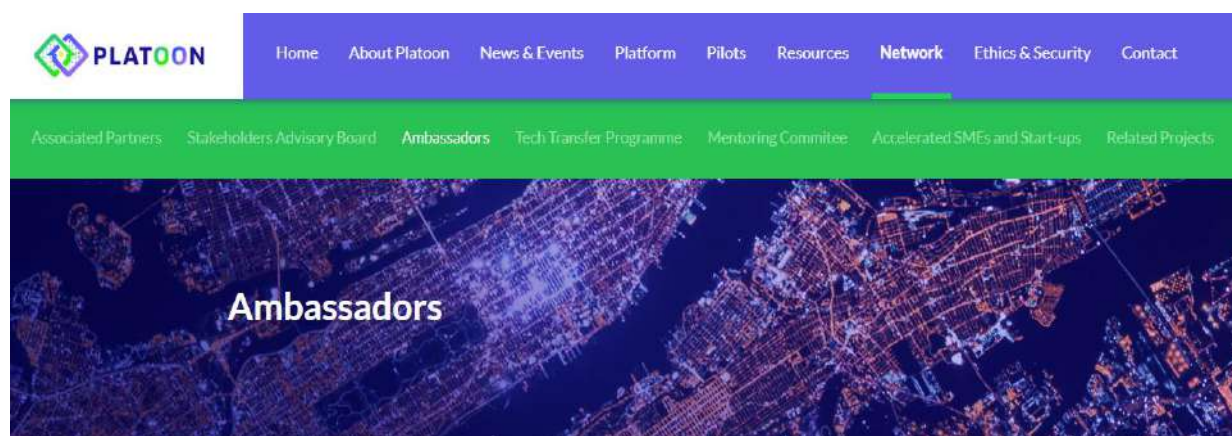 PLATOON Home About Platoon News & Events Platform Pilots Resources Network Ethics & Security Contact
Associated Partners Stakeholders Advisory Board Ambassadors Tech Transfer Programme Mentoring Commitee Accelerated SMEs and Start-ups Related Projects
Ambassadors